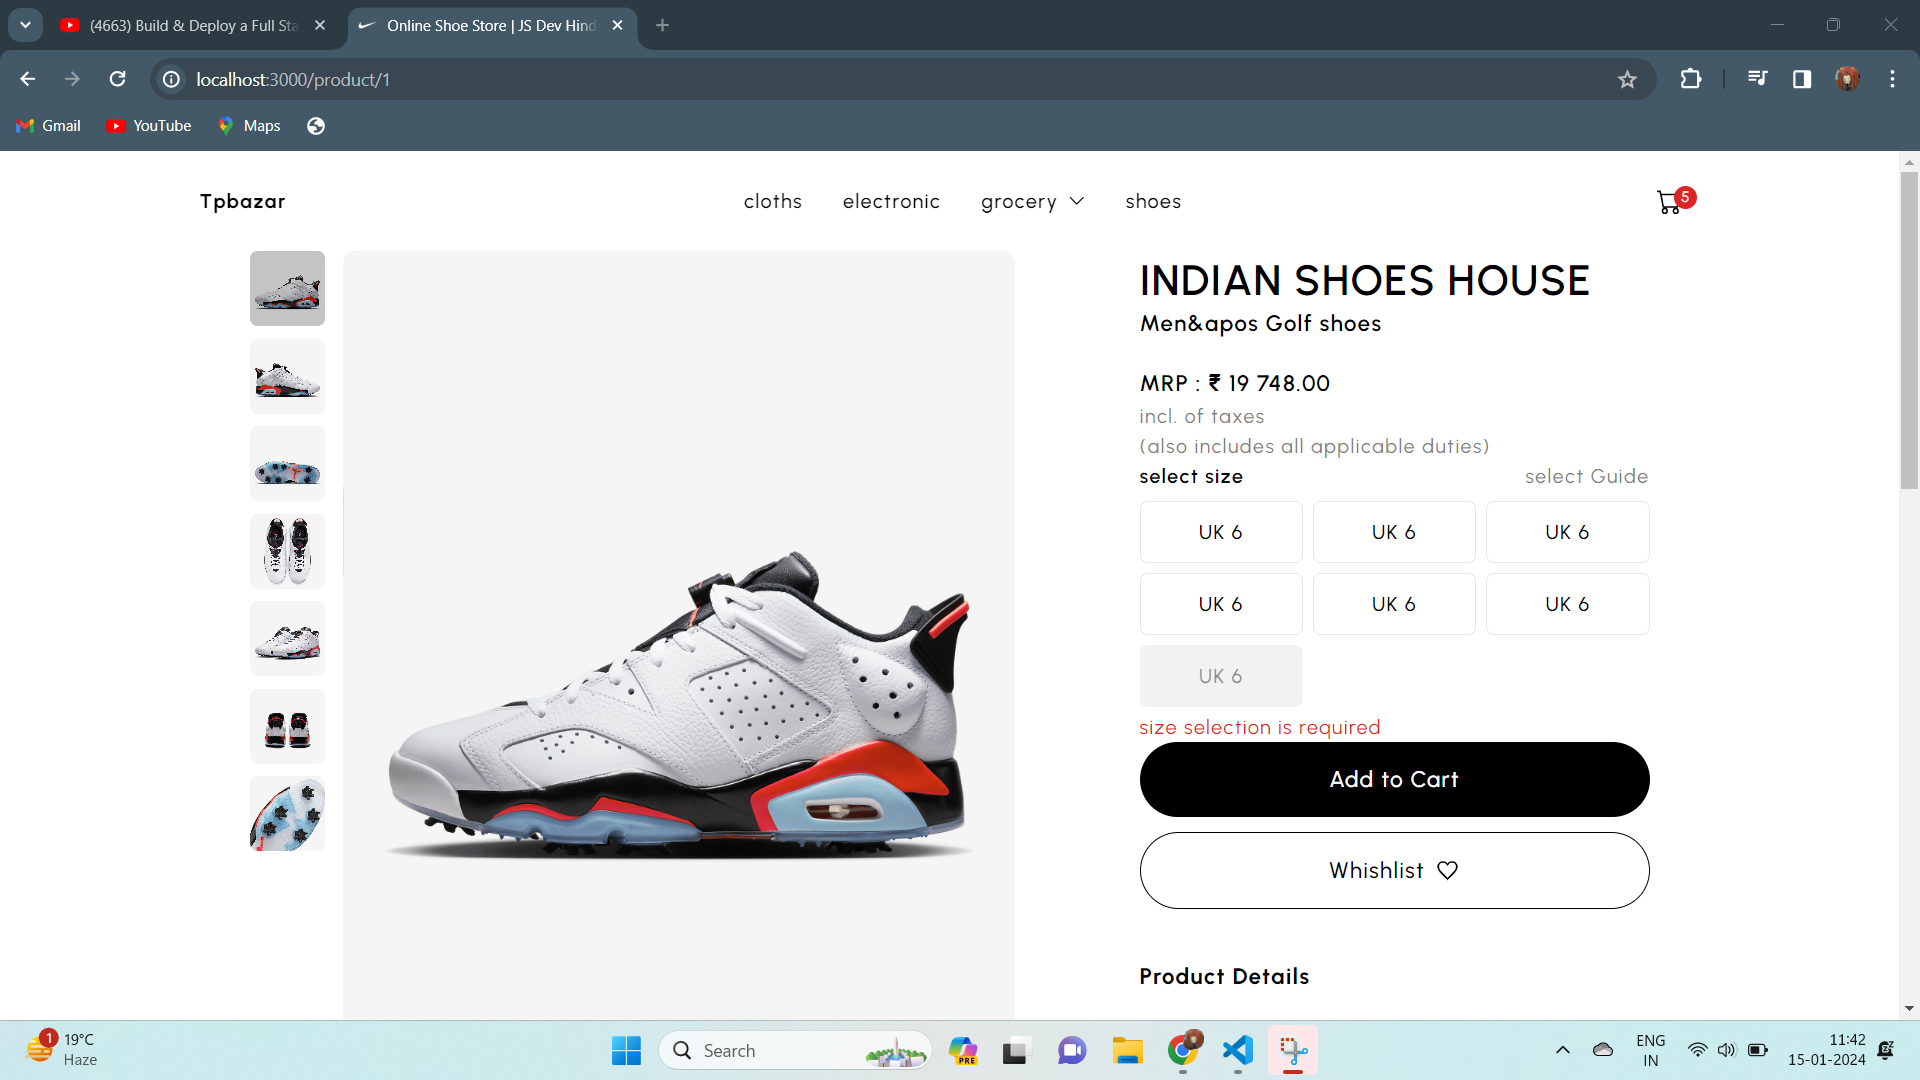 (4663) Build & Deploy a Full Sta
Online Shoe Store | JS Dev Hind
localhost:3000/product/1
Gmail
YouTube
Maps
Tpbazar
cloths
electronic
grocery
shoes
5
INDIAN SHOES HOUSE
Men&apos Golf shoes
MRP : ₹ 19 748.00
incl. of taxes
(also includes all applicable duties)
select size
select Guide
UK 6
UK 6
UK 6
UK 6
UK 6
UK 6
UK 6
size selection is required
Add to Cart
Whishlist
Product Details
1
19°C
Haze
Search
PRE
ENG
IN
11:42
15-01-2024